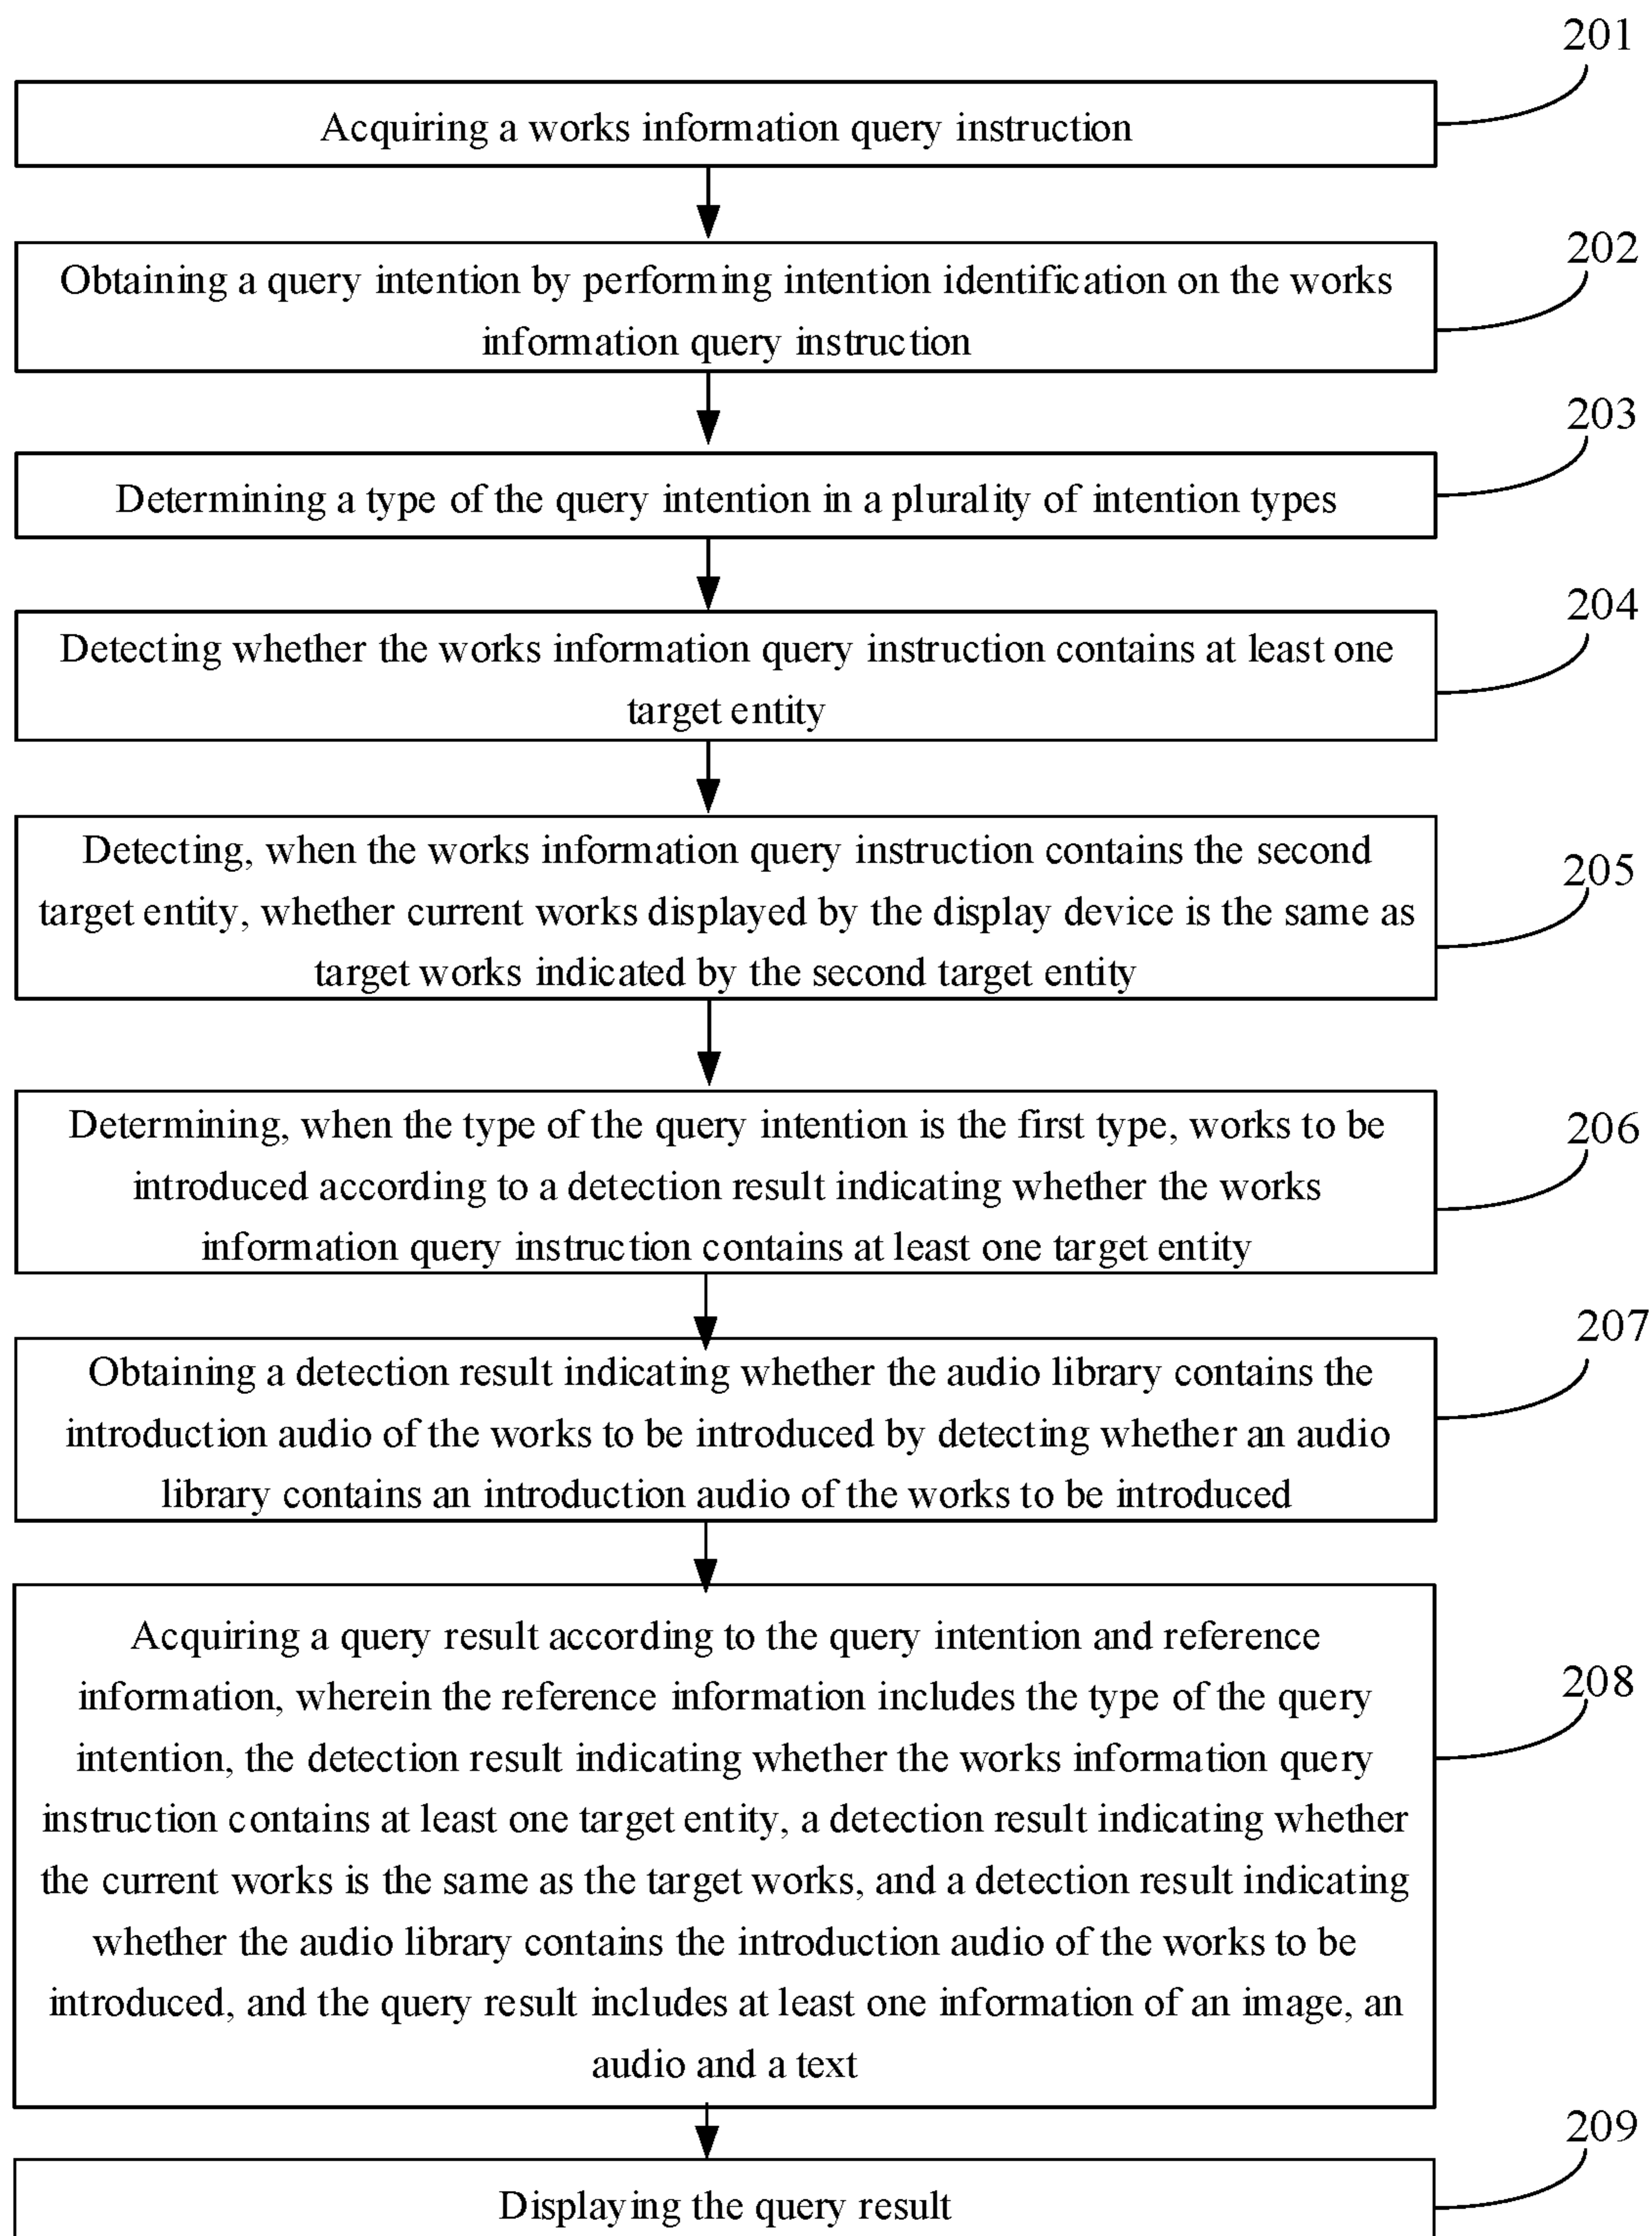 201
Acquiring a works information query instruction
202
Obtaining a query intention by performing intention identification on the works
information query instruction
203
Determining a type of the query intention in a plurality of intention types
204
Detecting whether the works information query instruction contains at least one
target entity
205
Detecting, when the works information query instruction contains the second
target entity, whether current works displayed by the display device is the same as
target works indicated by the second target entity
206
Determining, when the type of the query intention is the first type, works to be
introduced according to a detection result indicating whether the works
information query instruction contains at least one target entity
207
Obtaining a detection result indicating whether the audio library contains the
introduction audio of the works to be introduced by detecting whether an audio
library contains an introduction audio of the works to be introduced
208
Acquiring a query result according to the query intention and reference
information, wherein the reference information includes the type of the query
intention, the detection result indicating whether the works information query
instruction contains at least one target entity, a detection result indicating whether
the current works is the same as the target works, and a detection result indicating
whether the audio library contains the introduction audio of the works to be
introduced, and the query result includes at least one information of an image, an
audio and a text
209
Displaying the query result